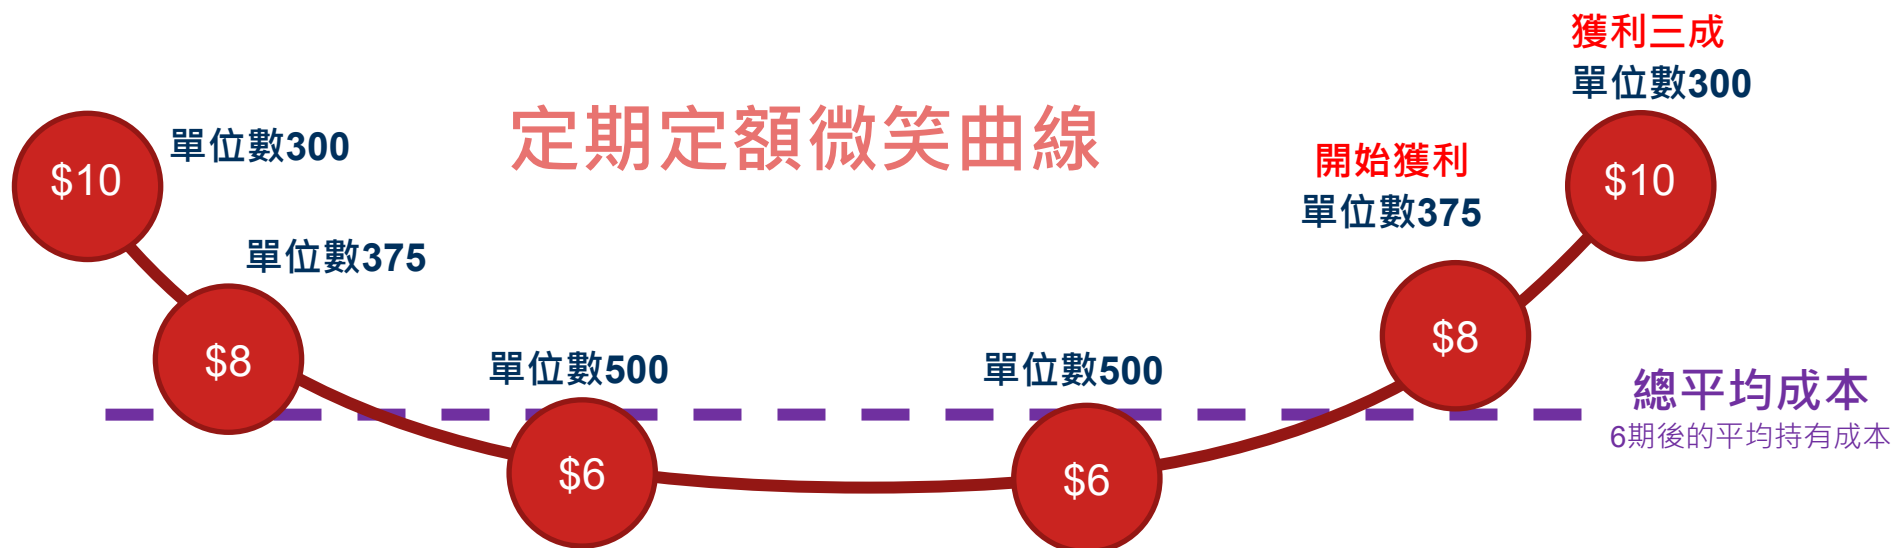 獲利三成
單位數300
定期定額微笑曲線
$10
單位數300
開始獲利
單位數375
$10
單位數375
$8
$8
單位數500
單位數500
總平均成本
6期後的平均持有成本
$6
$6